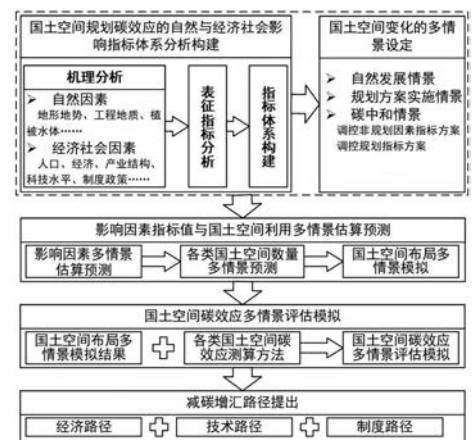 国土空间规划碳效应的自然与经济社会影
响指标体系分析构建
机理分析
➢ 自然因素
地形地势、工程地质、植
被水体……
➢ 经济社会因素
人口、经济、产业结构、
科技水平、制度政策……
表征指标分析
指标体系构建
国土空间变化的多情
景设定
➢ 自然发展情景
➢ 规划方案实施情景
➢ 碳中和情景
调控非规划因素指标方案
调控规划指标方案
影响因素指标值与国土空间利用多情景估算预测
影响因素多情景
估算预测
各类国土空间数量
多情景预测
国土空间布局多
情景模拟
国土空间碳效应多情景评估模拟
国土空间布局多
情景模拟结果
各类国土空间碳
效应测算方法
国土空间碳效应
多情景评估模拟
减碳增汇路径提出
经济路径
技术路径
制度路径